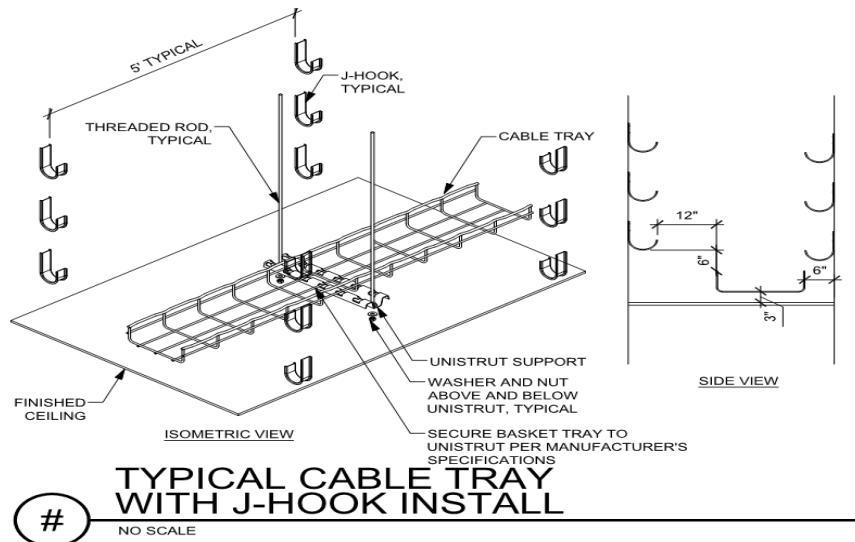 5' TYPICAL
J-HOOK,
TYPICAL
THREADED ROD,
TYPICAL
CABLE TRAY
12"
6"
6"
3"
UNISTRUT SUPPORT
WASHER AND NUT
ABOVE AND BELOW
UNISTRUT, TYPICAL
SIDE VIEW
FINISHED
CEILING
ISOMETRIC VIEW
SECURE BASKET TRAY TO
UNISTRUT PER MANUFACTURER'S
SPECIFICATIONS
TYPICAL CABLE TRAY
WITH J-HOOK INSTALL
#
NO SCALE